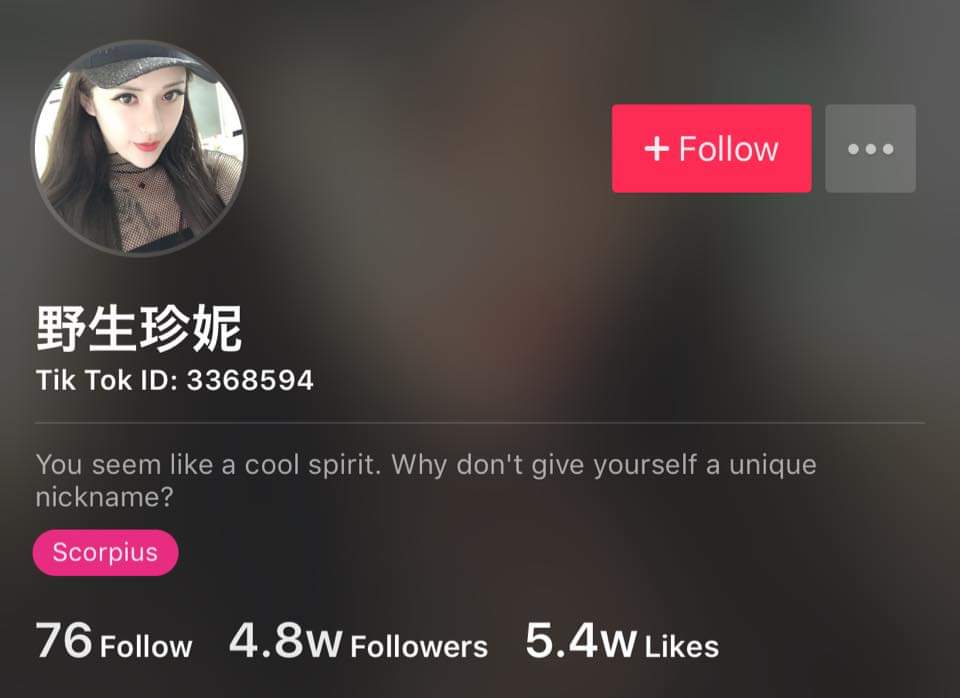 + Follow
野生珍妮
Tik Tok ID: 3368594
You seem like a cool spirit. Why don't give yourself a unique
nickname?
Scorpius
76 Follow 4.8w Followers 5.4w Likes